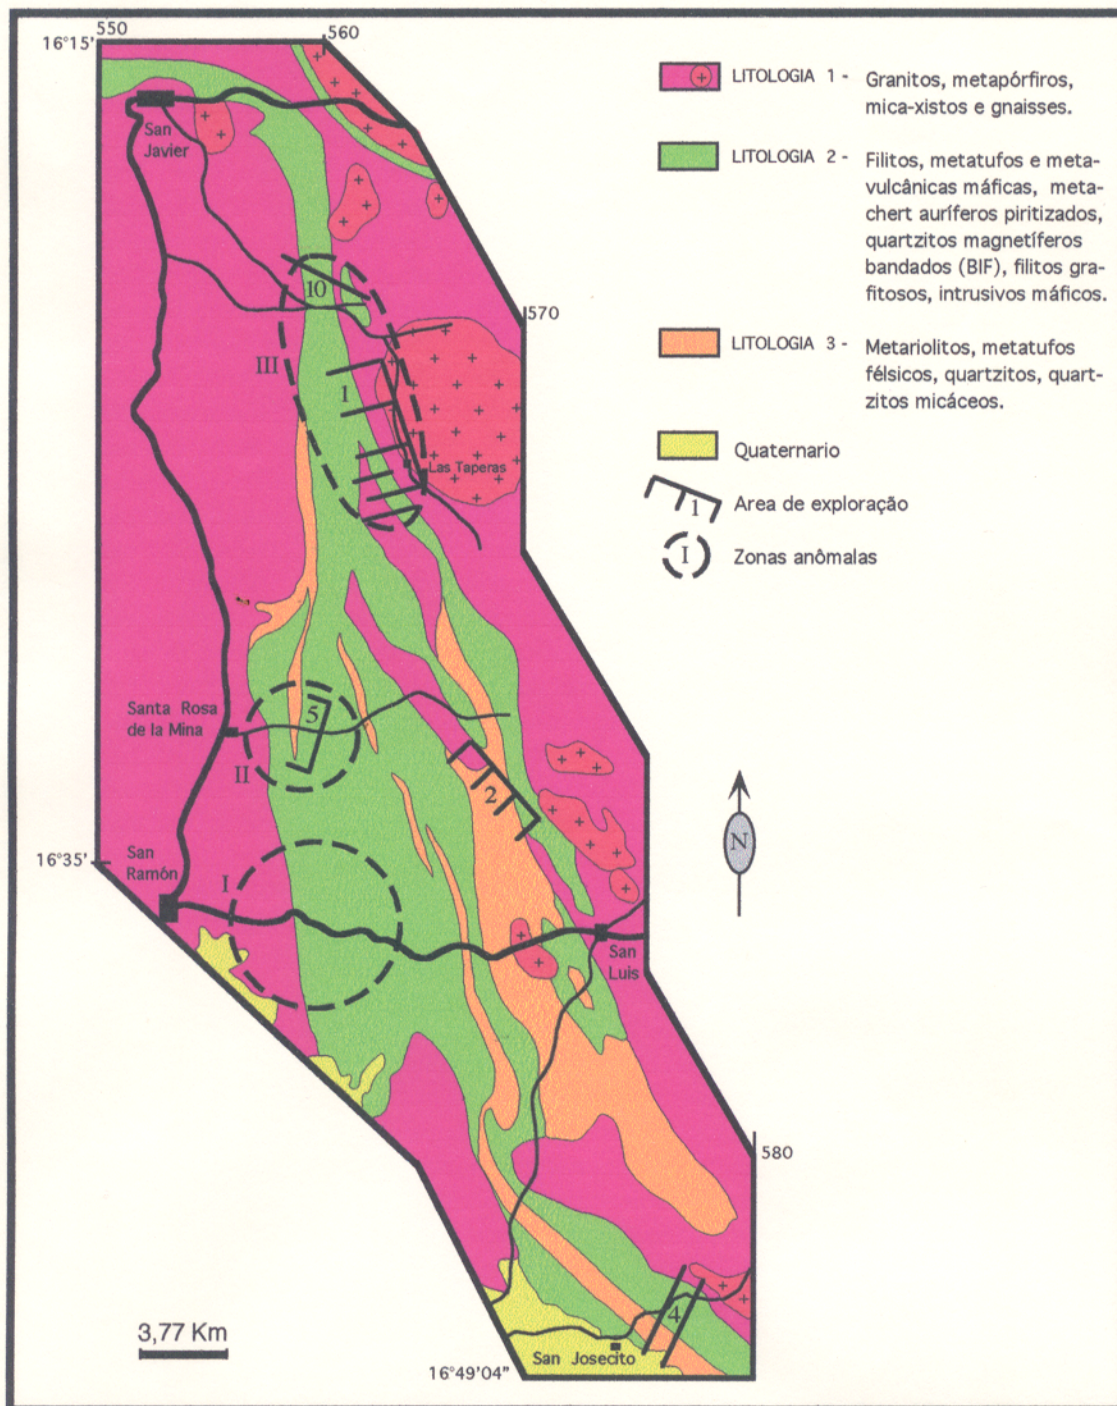 550
560
16°15'
San
Javier
10
III
1
570
Las Taperas
Santa Rosa
de la Mina
5
II
2
16°35'
San
Ramón
I
San
Luis
N
580
4
3,77 Km
San Josecito
16°49'04"
LITOLOGIA 1 - Granitos, metapórfiros,
mica-xistos e gnaisses.
LITOLOGIA 2 - Filitos, metatufos e meta-
vulcânicas máficas, meta-
chert auríferos piritizados,
quartzitos magnetíferos
bandados (BIF), filitos gra-
fitosos, intrusivos máficos.
LITOLOGIA 3 - Metariolitos, metatufos
félsicos, quartzitos, quart-
zitos micáceos.
Quaternario
1 Area de exploração
I Zonas anômalas